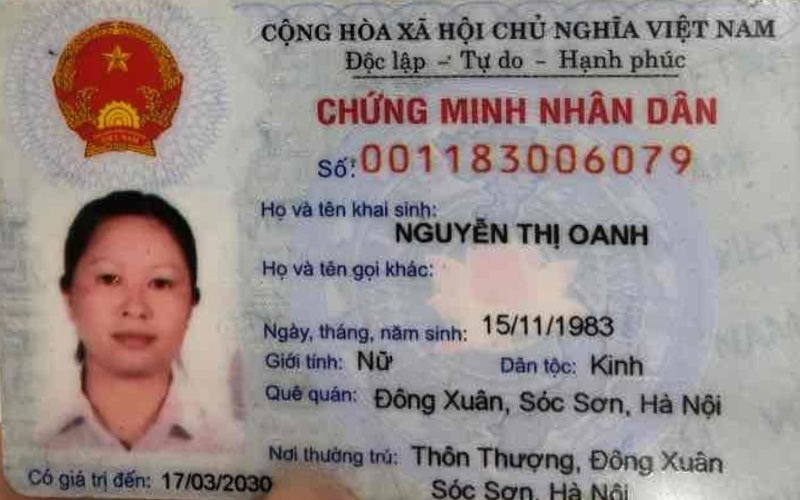 CỘNG HÒA XÃ HỘI CHỦ NGHĨA VIỆT NAM
Độc lập - Tự do - Hạnh phúc
CHỨNG MINH NHÂN DÂN
Số: 001183006079
Họ và tên khai sinh:
NGUYỄN THỊ OANH
Họ và tên gọi khác:
Ngày, tháng, năm sinh: 15/11/1983
Giới tính: Nữ Dân tộc: Kinh
Quê quán: Đông Xuân, Sóc Sơn, Hà Nội
Nơi thường trú: Thôn Thượng, Đông Xuân
Sóc Sơn, Hà Nội
Có giá trị đến: 17/03/2030